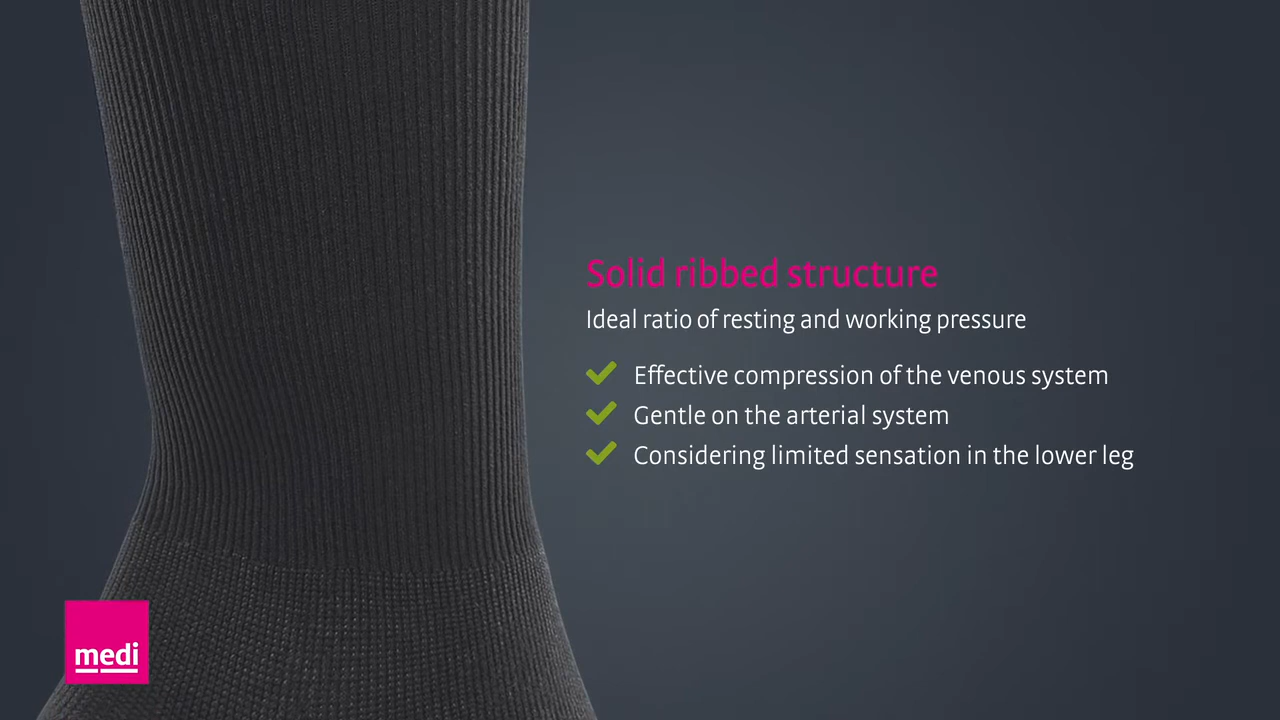 Solid ribbed structure
Ideal ratio of resting and working pressure
Effective compression of the venous system
Gentle on the arterial system
Considering limited sensation in the lower leg
medi